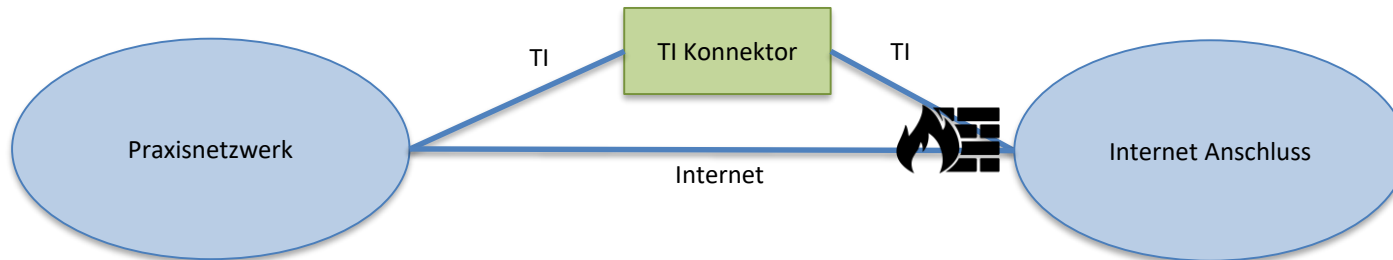 TI
TI Konnektor
TI
Praxisnetzwerk
Internet
Internet Anschluss